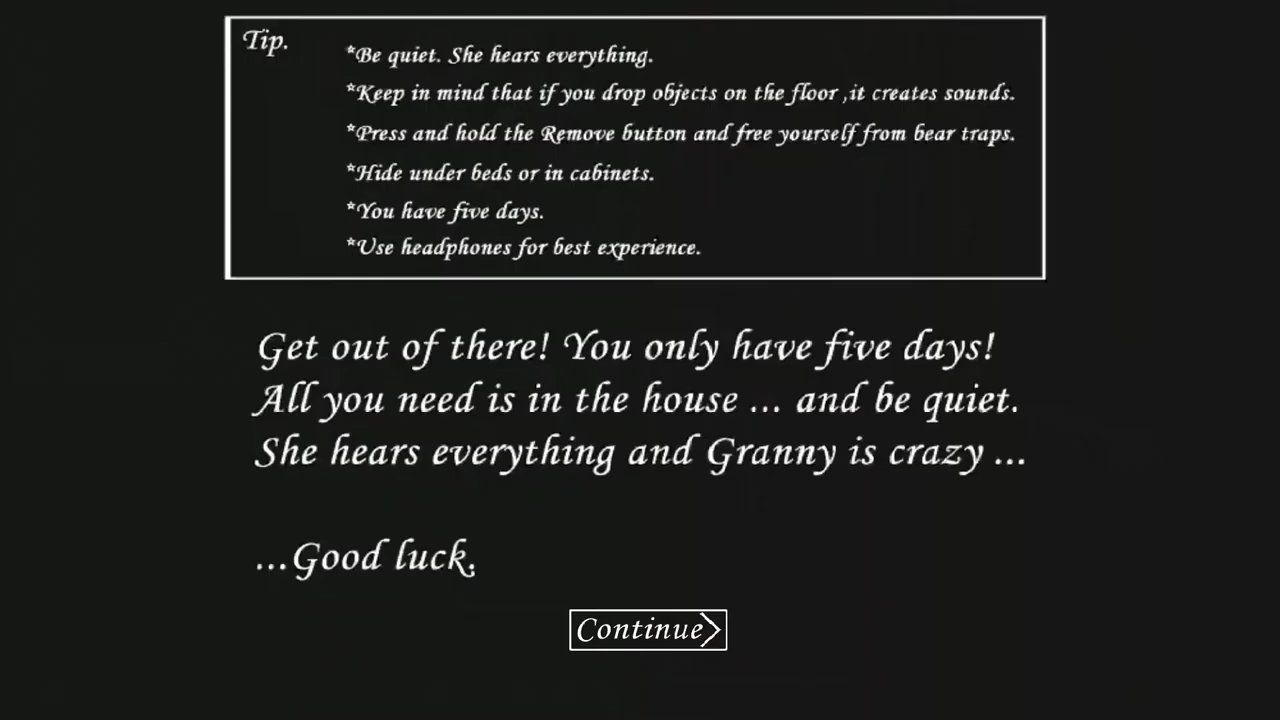 Tip.
*Be quiet. She hears everything.
*Keep in mind that if you drop objects on the floor ,it creates sounds.
*Press and hold the Remove button and free yourself from bear traps.
*Hide under beds or in cabinets.
*You have five days.
*Use headphones for best experience.
Get out of there! You only have five days!
All you need is in the house ... and be quiet.
She hears everything and Granny is crazy ...
...Good luck.
Continue>